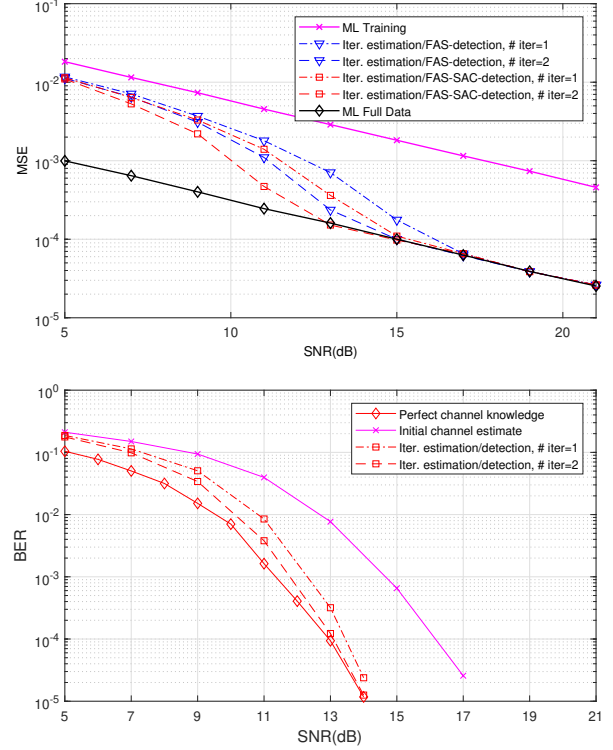 ML Training
Iter. estimation/FAS-detection, # iter=1
Iter. estimation/FAS-detection, # iter=2
Iter. estimation/FAS-SAC-detection, # iter=1
Iter. estimation/FAS-SAC-detection, # iter=2
ML Full Data
10^-1
10^-2
10^-3
10^-4
10^-5
MSE
5 10 15 20
SNR(dB)
Perfect channel knowledge
Initial channel estimate
Iter. estimation/detection, # iter=1
Iter. estimation/detection, # iter=2
10^0
10^-1
10^-2
10^-3
10^-4
10^-5
BER
5 7 9 11 13 15 17 19 21
SNR(dB)